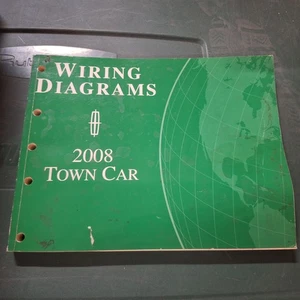 WIRING
DIAGRAMS
2008
TOWN CAR